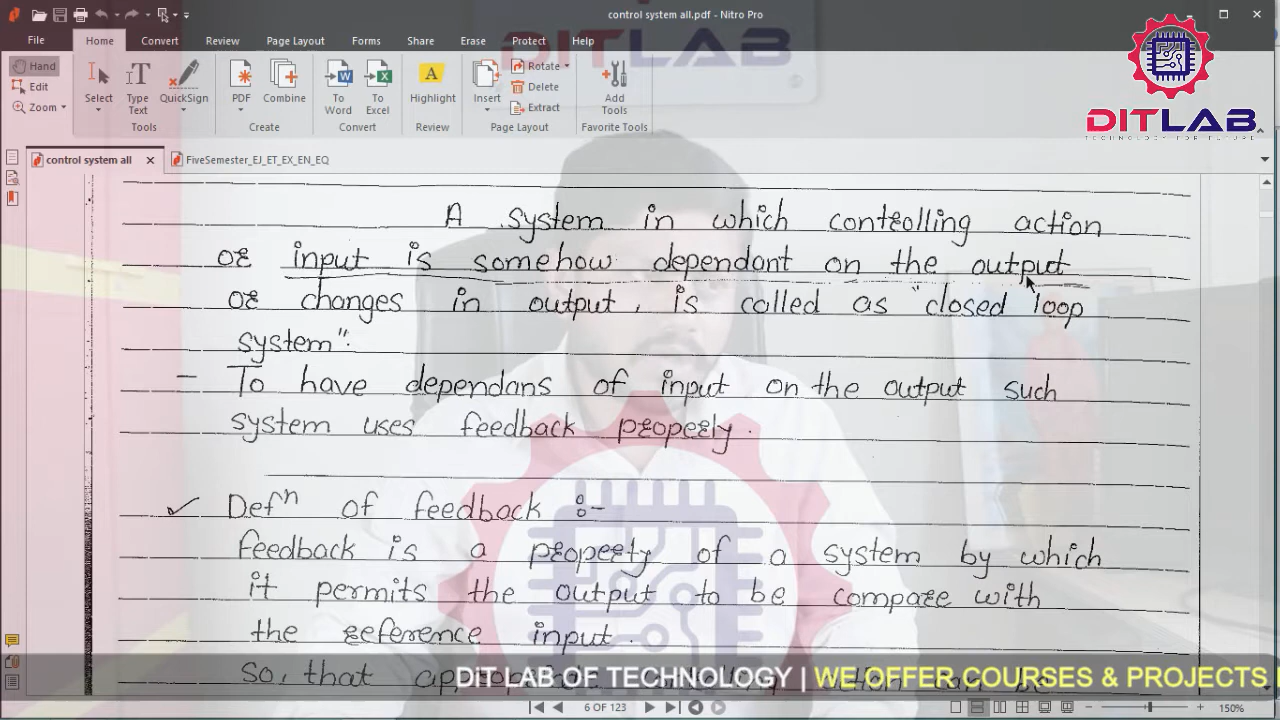 control system all.pdf - Nitro Pro
File Home Convert Review Page Layout Forms Share Erase Protect Help
Hand
Edit
Zoom
Select
Type Text
QuickSign
PDF
Combine
To Word
To Excel
Highlight
Insert
Rotate
Delete
Extract
Add Tools
Tools Create Convert Review Page Layout Favorite Tools
DITLAB
TECHNOLOGY FOR FUTURE
DITLAB
control system all
FiveSemester_EJ_ET_EX_EN_EQ
A system in which controlling action
or input is somehow dependant on the output
or changes in output, is called as "closed loop
system".
- To have dependans of input on the output such
system uses feedback property.
Defn of feedback :-
feedback is a property of a system by which
it permits the output to be compare with
the reference input.
so, that
be
DIT LAB OF TECHNOLOGY | WE OFFER COURSES & PROJECTS
6 OF 123
150%